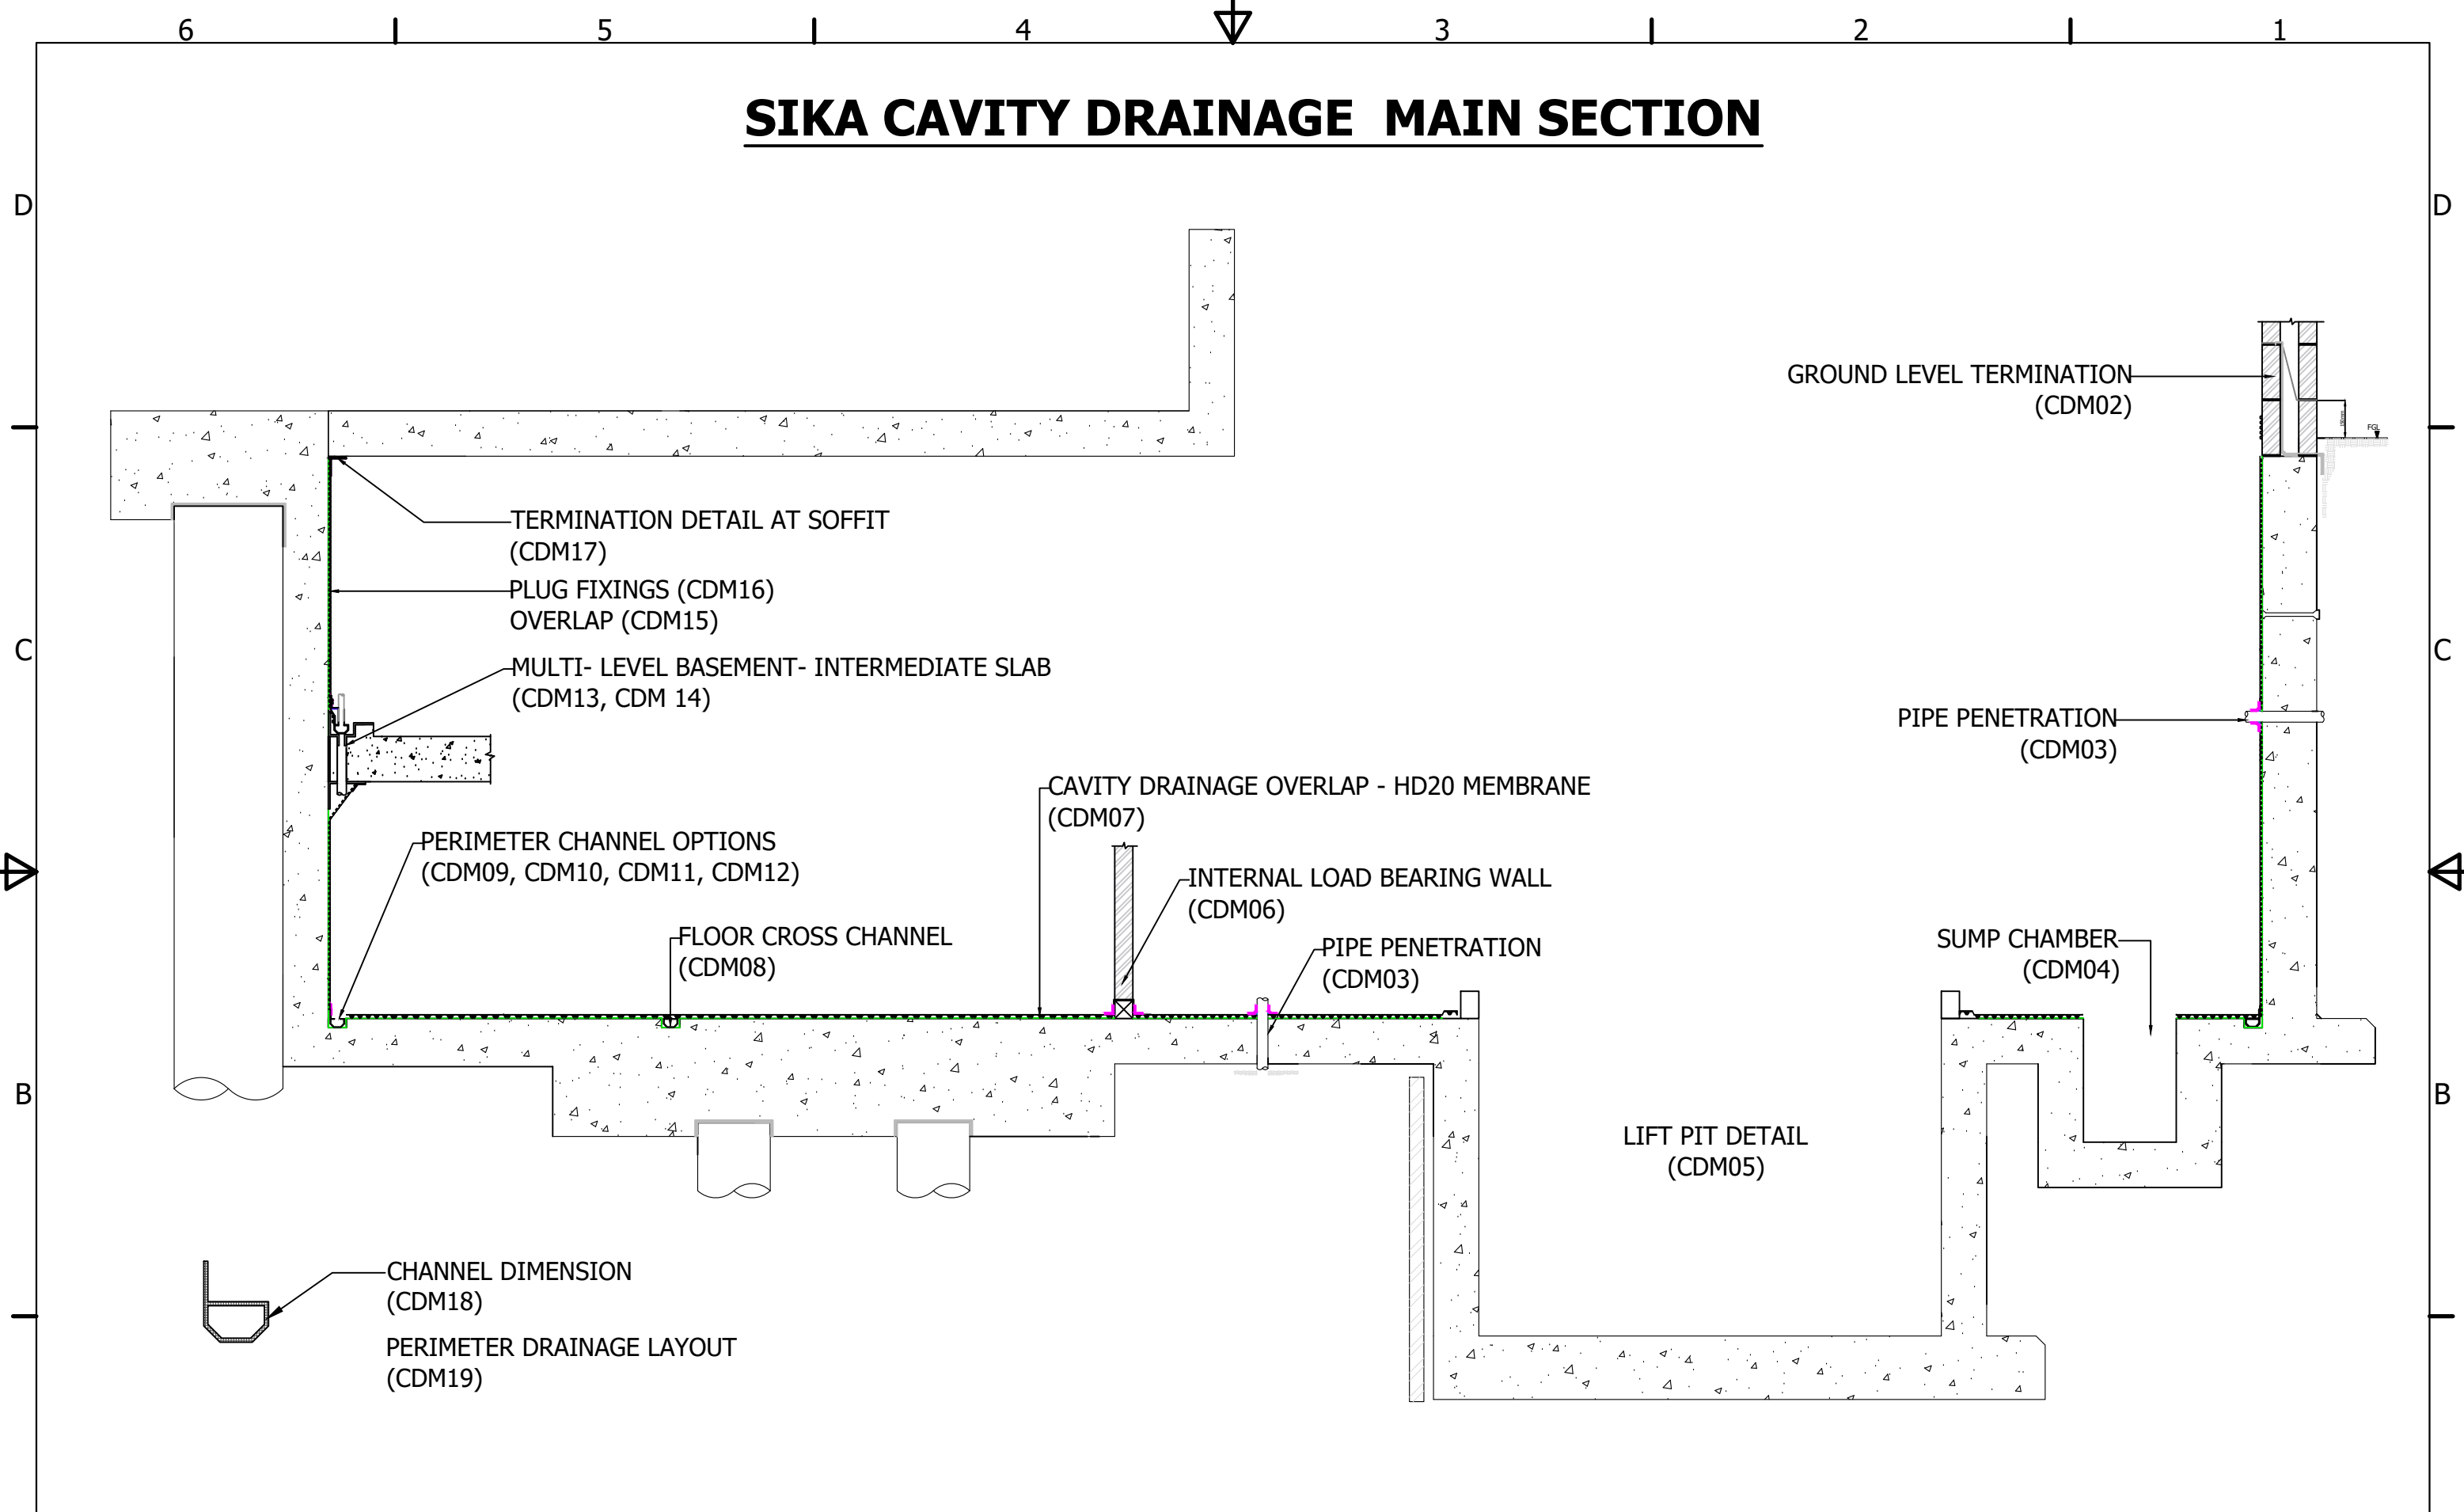 6 5 4 3 2 1
SIKA CAVITY DRAINAGE MAIN SECTION
D D
GROUND LEVEL TERMINATION
(CDM02)
FGL
TERMINATION DETAIL AT SOFFIT
(CDM17)
PLUG FIXINGS (CDM16)
OVERLAP (CDM15)
C C
MULTI- LEVEL BASEMENT- INTERMEDIATE SLAB
(CDM13, CDM 14)
PIPE PENETRATION
(CDM03)
CAVITY DRAINAGE OVERLAP - HD20 MEMBRANE
(CDM07)
PERIMETER CHANNEL OPTIONS
(CDM09, CDM10, CDM11, CDM12)
INTERNAL LOAD BEARING WALL
(CDM06)
FLOOR CROSS CHANNEL
(CDM08)
PIPE PENETRATION
(CDM03)
SUMP CHAMBER
(CDM04)
B B
LIFT PIT DETAIL
(CDM05)
CHANNEL DIMENSION
(CDM18)
PERIMETER DRAINAGE LAYOUT
(CDM19)